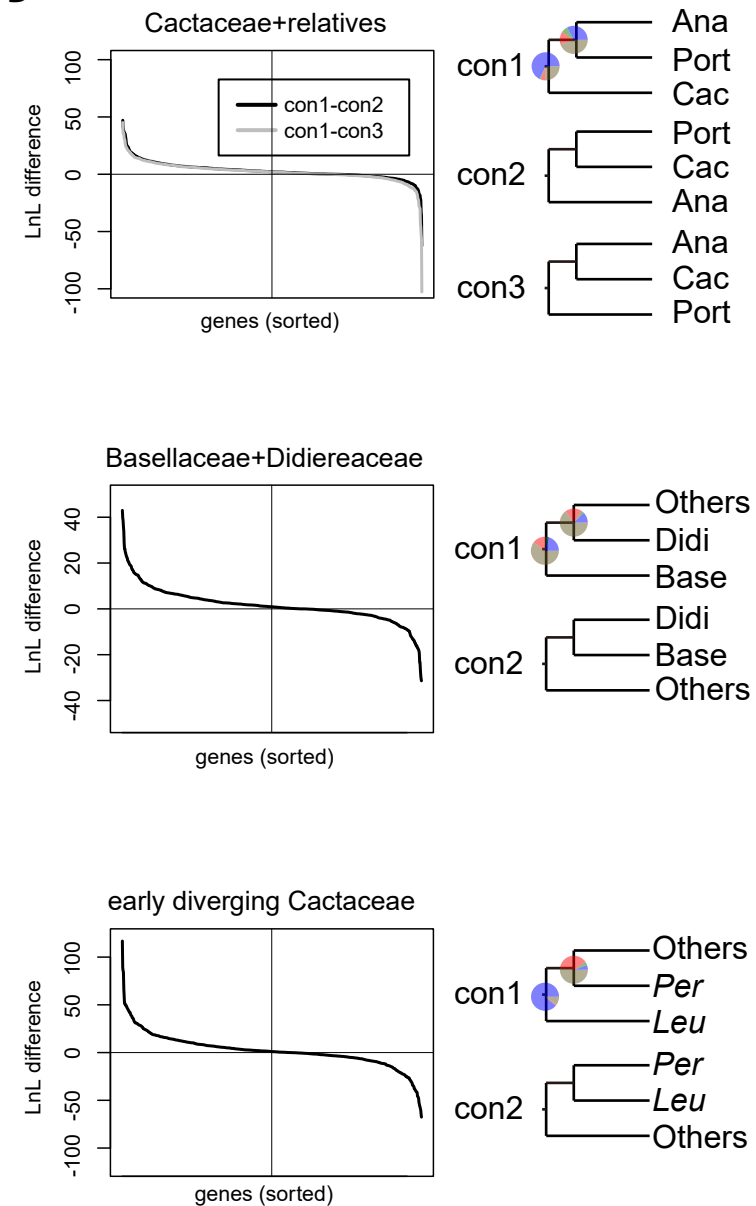 Cactaceae+relatives
LnL difference
100
50
0
-50
-100
con1-con2
con1-con3
genes (sorted)
con1
Ana
Port
Cac
con2
Port
Cac
Ana
con3
Ana
Cac
Port
Basellaceae+Didiereaceae
LnL difference
40
20
0
-20
-40
genes (sorted)
con1
Others
Didi
Base
con2
Didi
Base
Others
early diverging Cactaceae
LnL difference
100
50
0
-50
-100
genes (sorted)
con1
Others
Per
Leu
con2
Per
Leu
Others